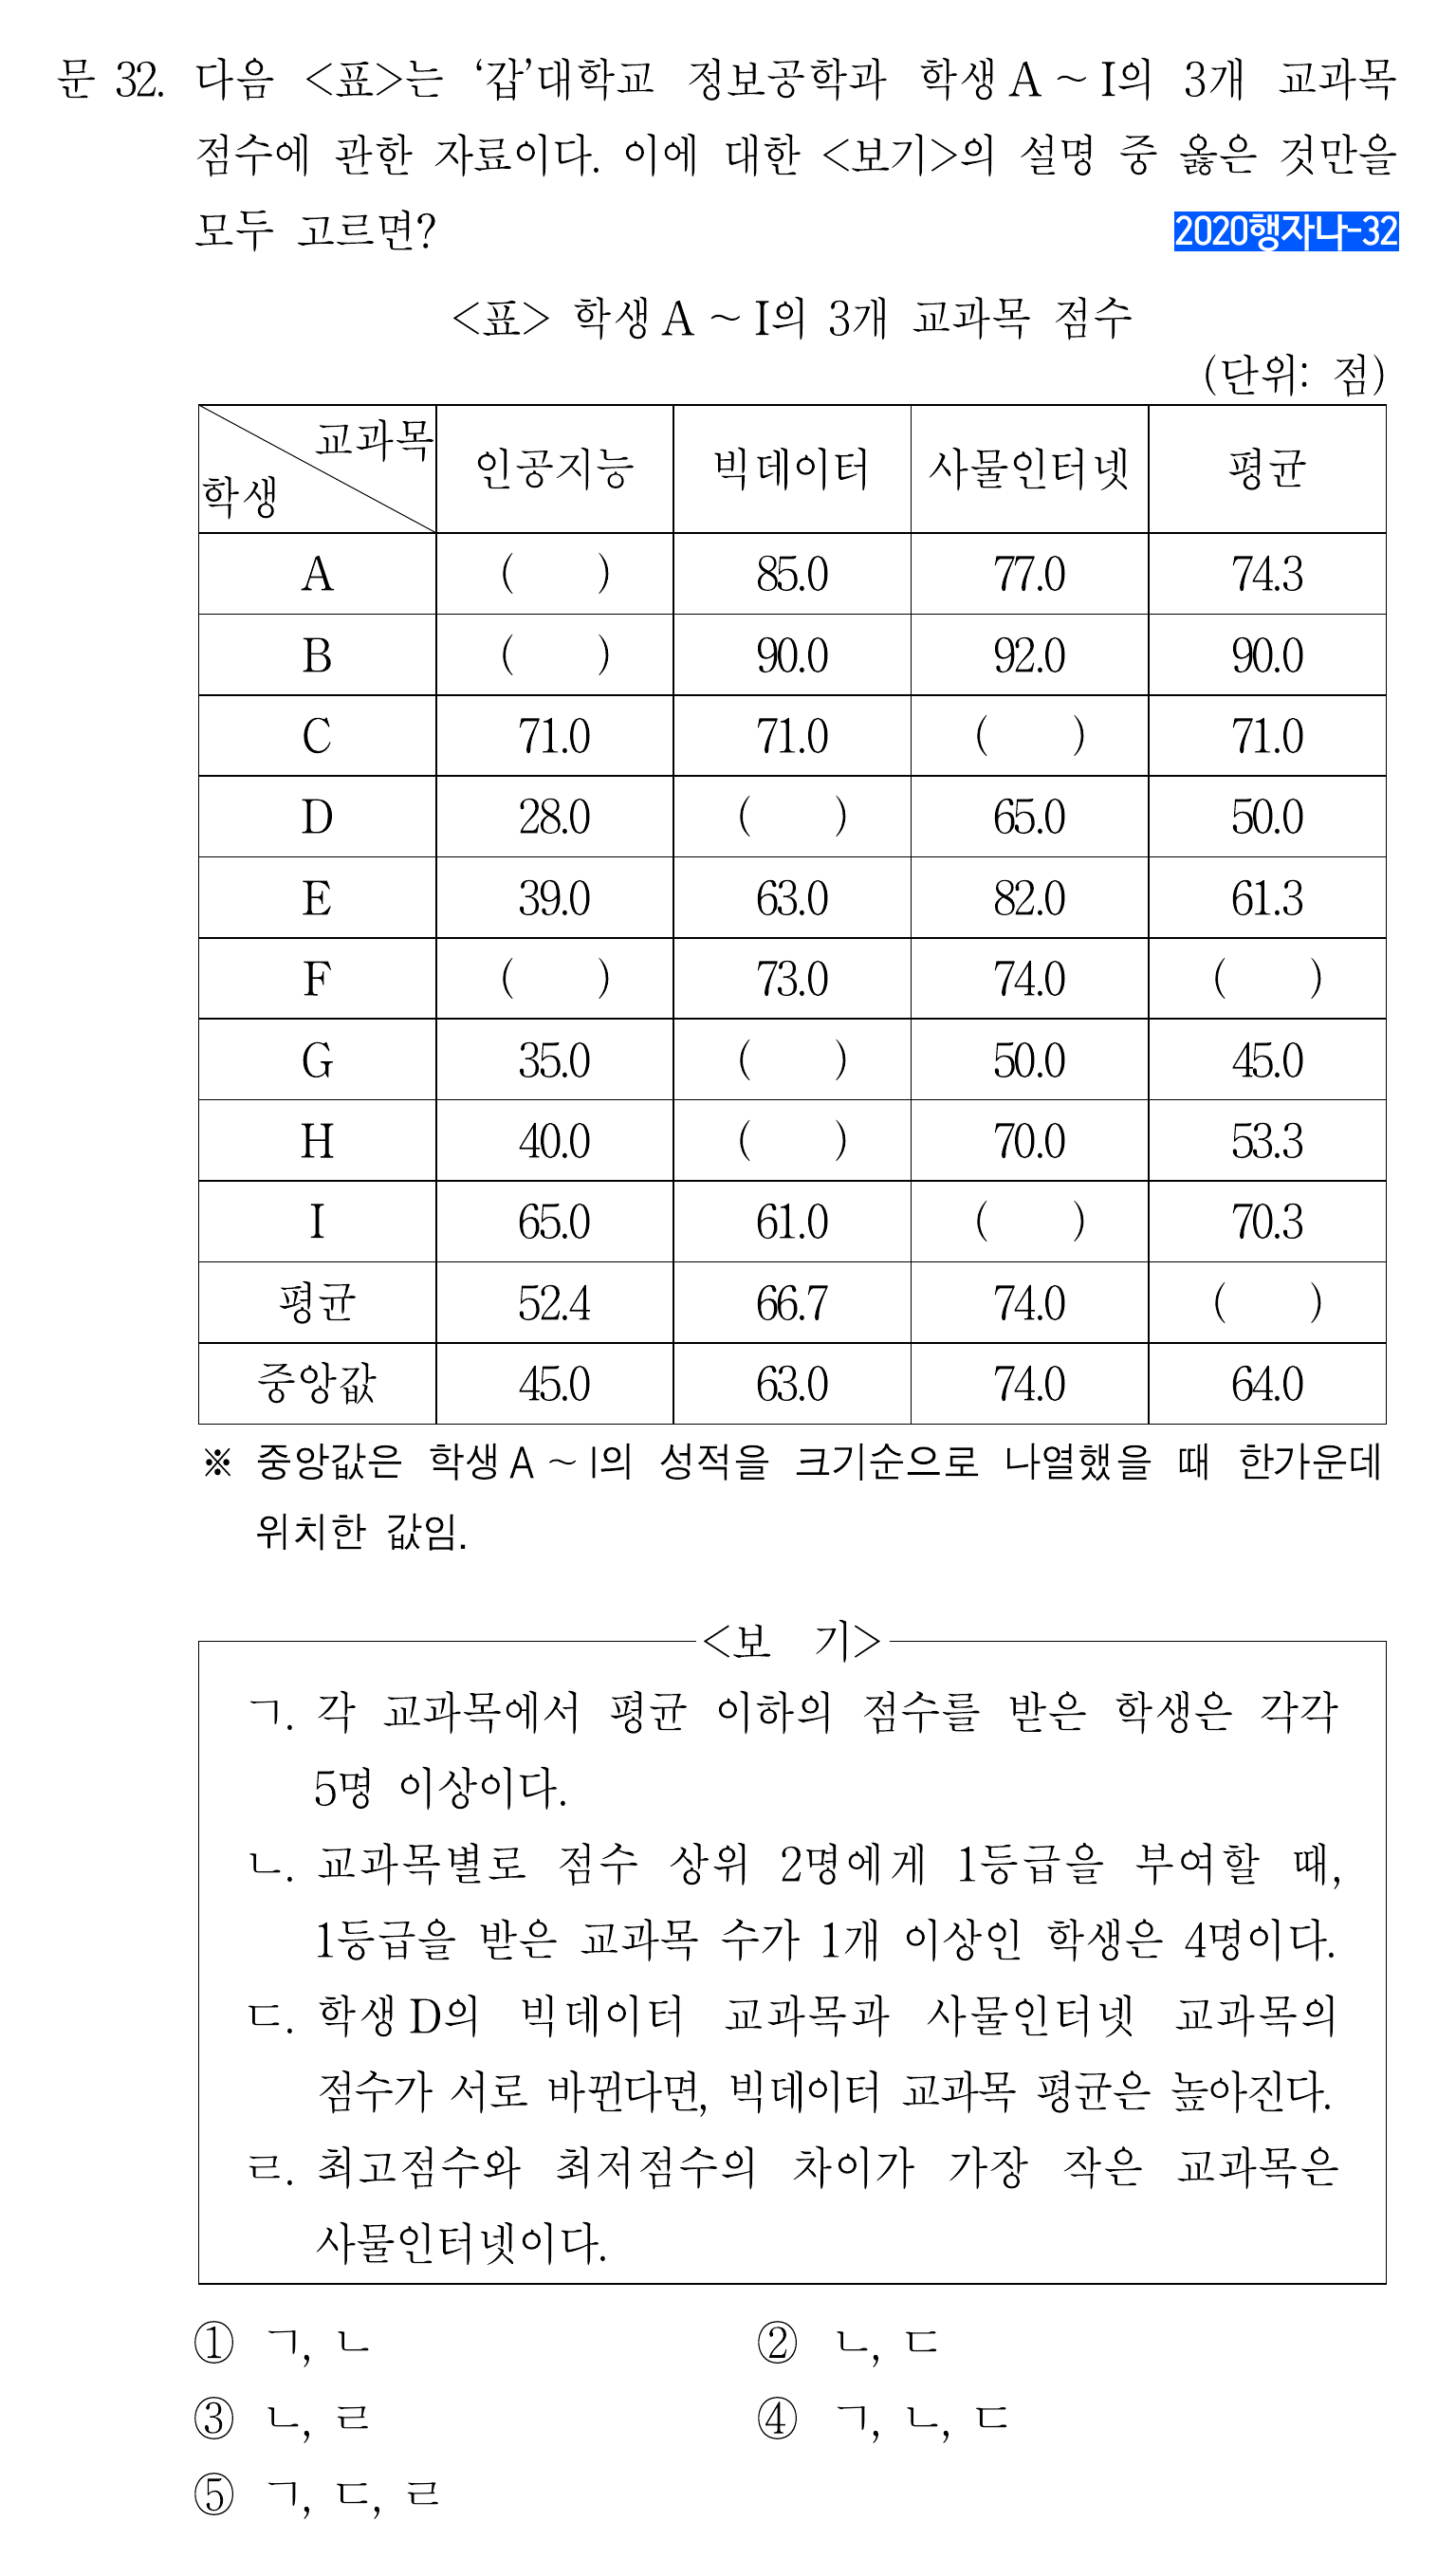 문 32. 다음 <표>는 ‘갑’대학교 정보공학과 학생 A ~ I의 3개 교과목
점수에 관한 자료이다. 이에 대한 <보기>의 설명 중 옳은 것만을
모두 고르면?
2020행자나-32
<표> 학생 A ~ I의 3개 교과목 점수
(단위: 점)
교과목
학생
인공지능 빅데이터 사물인터넷 평균
A ( ) 85.0 77.0 74.3
B ( ) 90.0 92.0 90.0
C 71.0 71.0 ( ) 71.0
D 28.0 ( ) 65.0 50.0
E 39.0 63.0 82.0 61.3
F ( ) 73.0 74.0 ( )
G 35.0 ( ) 50.0 45.0
H 40.0 ( ) 70.0 53.3
I 65.0 61.0 ( ) 70.3
평균 52.4 66.7 74.0 ( )
중앙값 45.0 63.0 74.0 64.0
※ 중앙값은 학생 A ~ I의 성적을 크기순으로 나열했을 때 한가운데
위치한 값임.
<보 기>
ㄱ. 각 교과목에서 평균 이하의 점수를 받은 학생은 각각
5명 이상이다.
ㄴ. 교과목별로 점수 상위 2명에게 1등급을 부여할 때,
1등급을 받은 교과목 수가 1개 이상인 학생은 4명이다.
ㄷ. 학생 D의 빅데이터 교과목과 사물인터넷 교과목의
점수가 서로 바뀐다면, 빅데이터 교과목 평균은 높아진다.
ㄹ. 최고점수와 최저점수의 차이가 가장 작은 교과목은
사물인터넷이다.
① ㄱ, ㄴ ② ㄴ, ㄷ
③ ㄴ, ㄹ ④ ㄱ, ㄴ, ㄷ
⑤ ㄱ, ㄷ, ㄹ